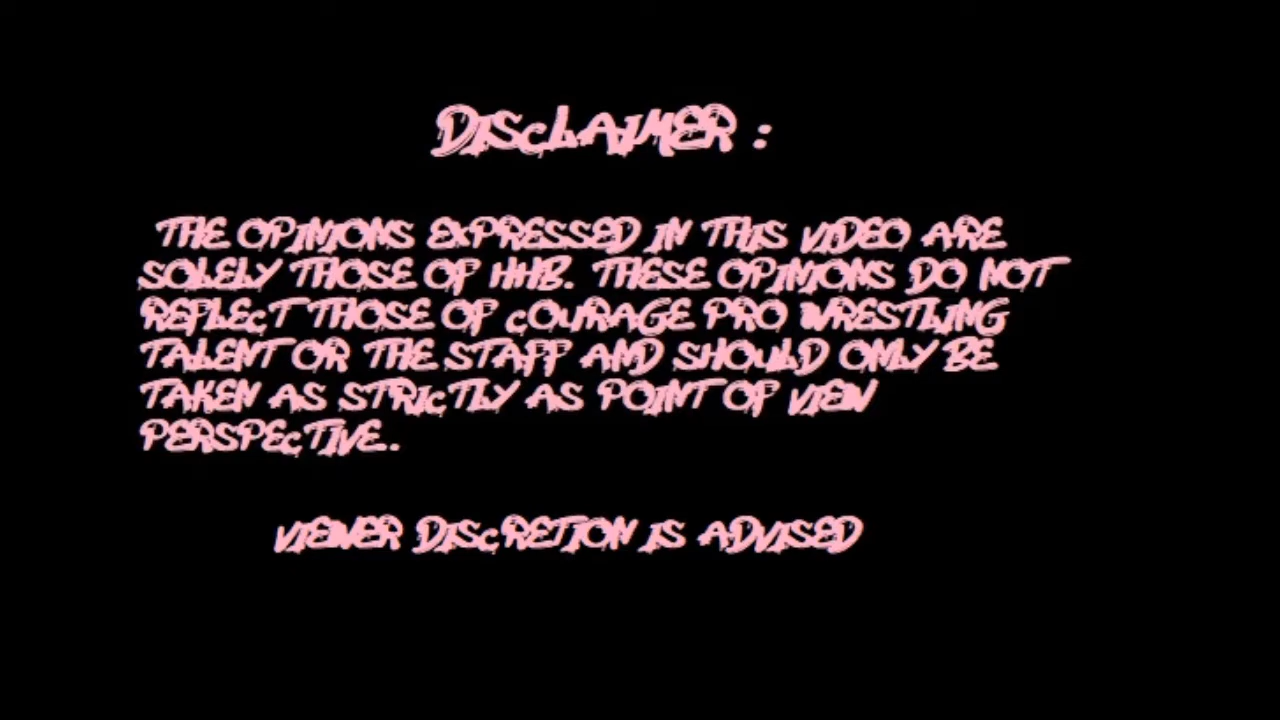 DISCLAIMER :
THE OPINIONS EXPRESSED IN THIS VIDEO ARE
SOLELY THOSE OF HHB. THESE OPINIONS DO NOT
REFLECT THOSE OF COURAGE PRO WRESTLING
TALENT OR THE STAFF AND SHOULD ONLY BE
TAKEN AS STRICTLY AS POINT OF VIEW
PERSPECTIVE..
VIEWER DISCRETION IS ADVISED